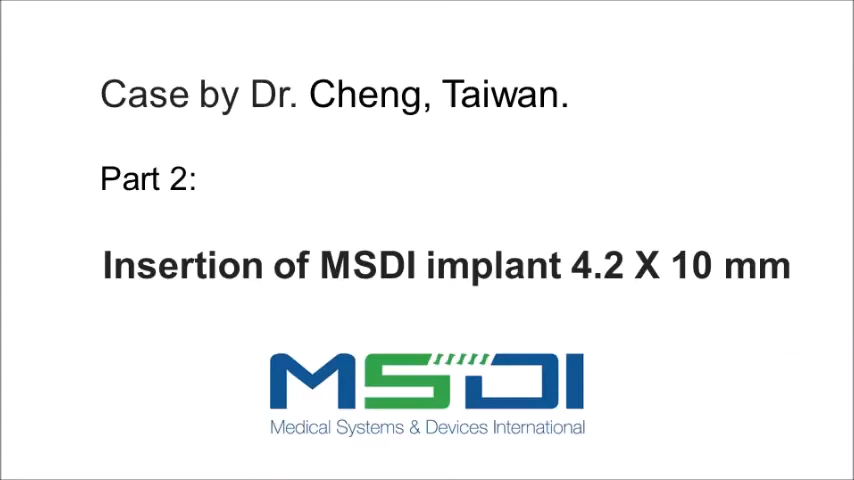 Case by Dr. Cheng, Taiwan.
Part 2:
Insertion of MSDI implant 4.2 X 10 mm
MSDI
Medical Systems & Devices International